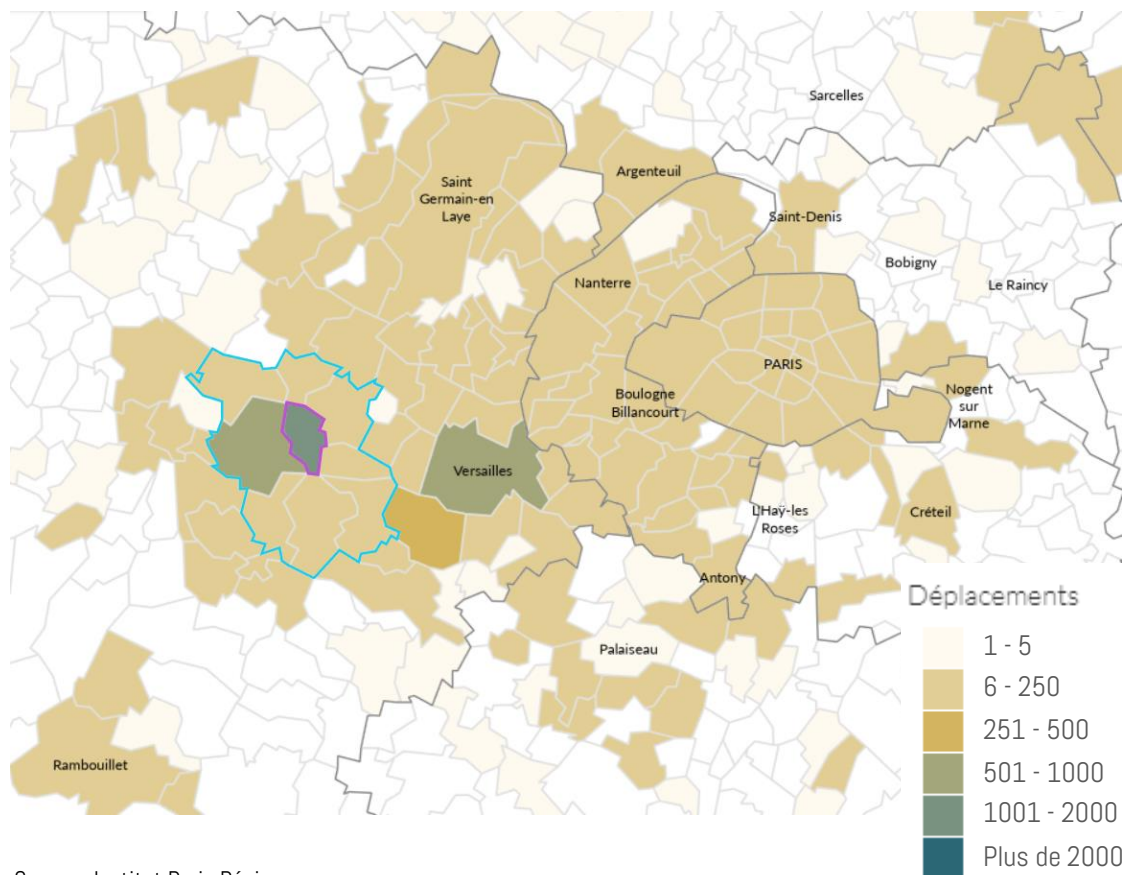 Sarcelles
Argenteuil
Saint
Germain-en
Laye
Saint-Denis
Bobigny
Nanterre
Le Raincy
PARIS
Boulogne
Billancourt
Nogent
sur
Marne
Versailles
L'Haÿ-les
Roses
Créteil
Antony
Palaiseau
Rambouillet
Déplacements
1 - 5
6 - 250
251 - 500
501 - 1000
1001 - 2000
Plus de 2000